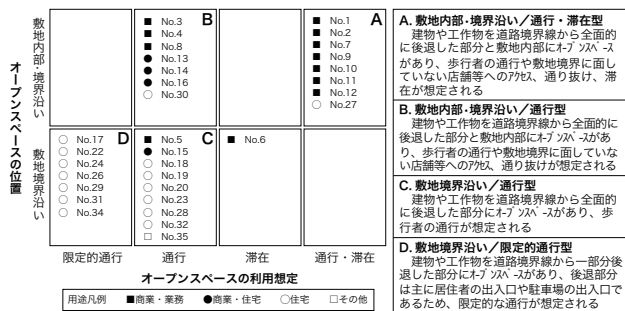 オープンスペースの位置
敷地内部・境界沿い
B
■ No.3
■ No.4
■ No.8
● No.13
● No.14
● No.16
○ No.30
A
■ No.1
■ No.2
■ No.7
■ No.9
■ No.10
■ No.11
■ No.12
○ No.27
敷地境界沿い
D
○ No.17
○ No.22
○ No.24
○ No.26
○ No.29
○ No.31
○ No.34
C
■ No.5
● No.15
○ No.18
○ No.19
○ No.20
○ No.23
○ No.28
○ No.32
□ No.35
■ No.6
限定的通行 通行 滞在 通行・滞在
オープンスペースの利用想定
用途凡例 ■商業・業務 ●商業・住宅 ○住宅 □その他
A. 敷地内部・境界沿い／通行・滞在型
建物や工作物を道路境界線から全面的
に後退した部分と敷地内部にｵｰﾌﾟﾝｽﾍﾟｰｽ
があり、歩行者の通行や敷地境界に面し
ていない店舗等へのｱｸｾｽ、通り抜け、滞
在が想定される
B. 敷地内部・境界沿い／通行型
建物や工作物を道路境界線から全面的に
後退した部分と敷地内部にｵｰﾌﾟﾝｽﾍﾟｰｽがあ
り、歩行者の通行や敷地境界に面していな
い店舗等へのｱｸｾｽ、通り抜けが想定される
C. 敷地境界沿い／通行型
建物や工作物を道路境界線から全面的
に後退した部分にｵｰﾌﾟﾝｽﾍﾟｰｽがあり、歩
行者の通行が想定される
D. 敷地境界沿い／限定的通行型
建物や工作物を道路境界線から一部分後
退した部分にｵｰﾌﾟﾝｽﾍﾟｰｽがあり、後退部分
は主に居住者の出入口や駐車場の出入口で
あるため、限定的な通行が想定される